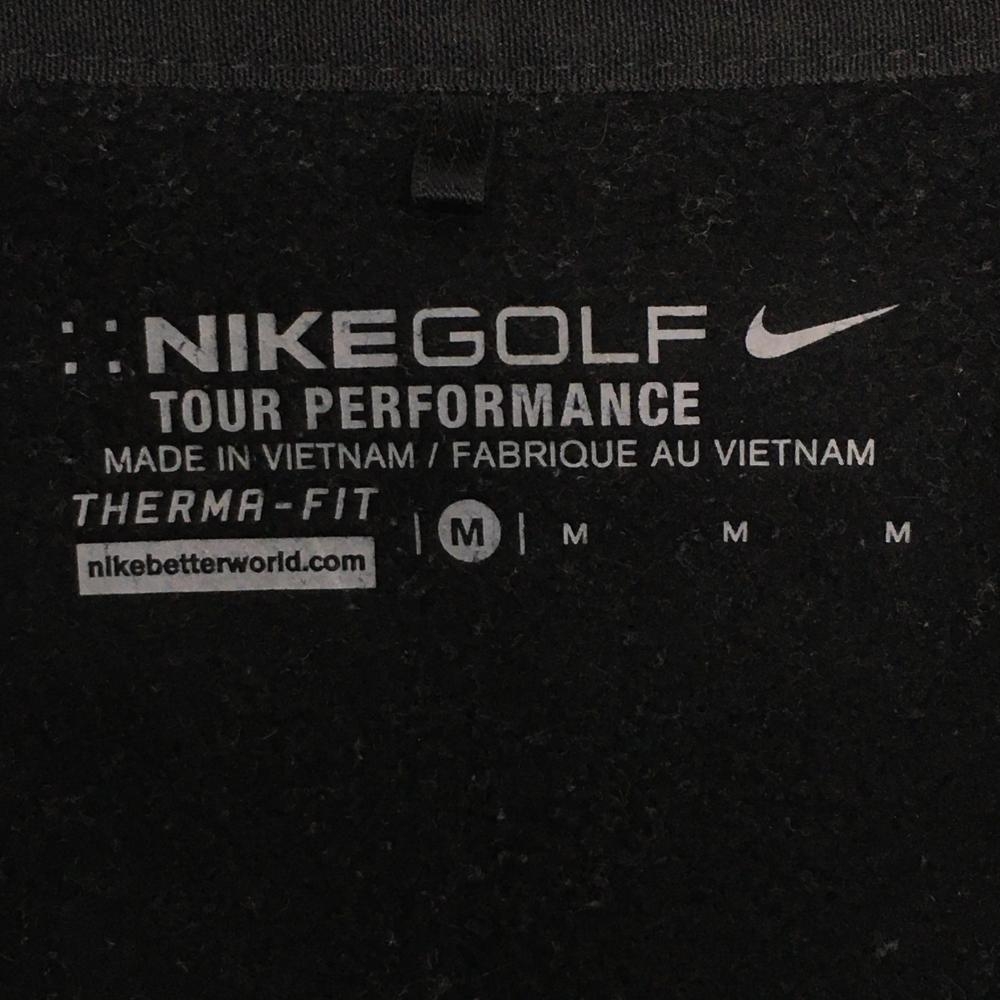 NIKEGOLF
TOUR PERFORMANCE
MADE IN VIETNAM / FABRIQUE AU VIETNAM
THERMA-FIT
nikebetterworld.com
| M | M M M